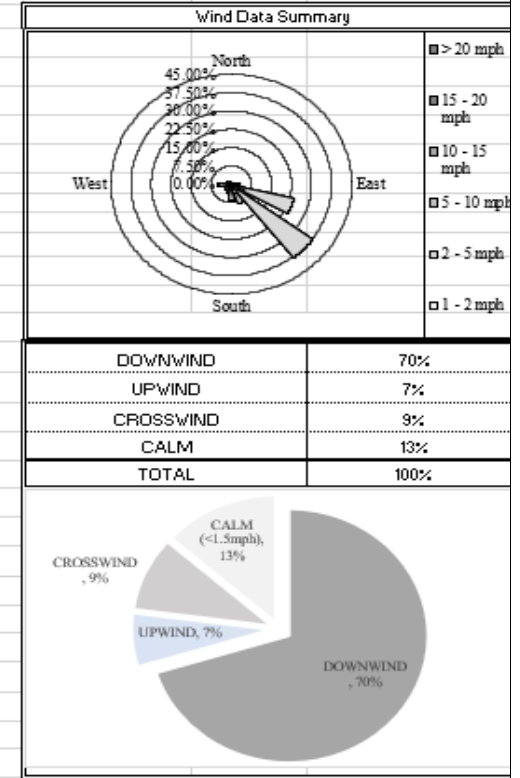 Wind Data Summary
North
45.00%
37.50%
30.00%
22.50%
15.00%
7.50%
0.00%
West
East
South
> 20 mph
15 - 20
mph
10 - 15
mph
5 - 10 mph
2 - 5 mph
1 - 2 mph
DOWNWIND 70%
UPWIND 7%
CROSSWIND 9%
CALM 13%
TOTAL 100%
CALM
(<1.5mph),
13%
CROSSWIND
, 9%
UPWIND, 7%
DOWNWIND
, 70%